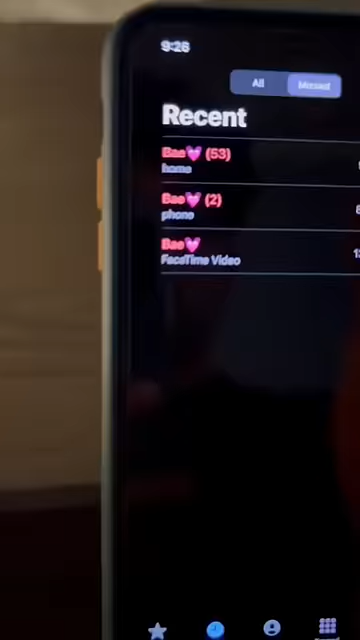 9:26
All Missed
Recent
Bae💓 (53)
home
Bae💓 (2)
phone
Bae💓
FaceTime Video